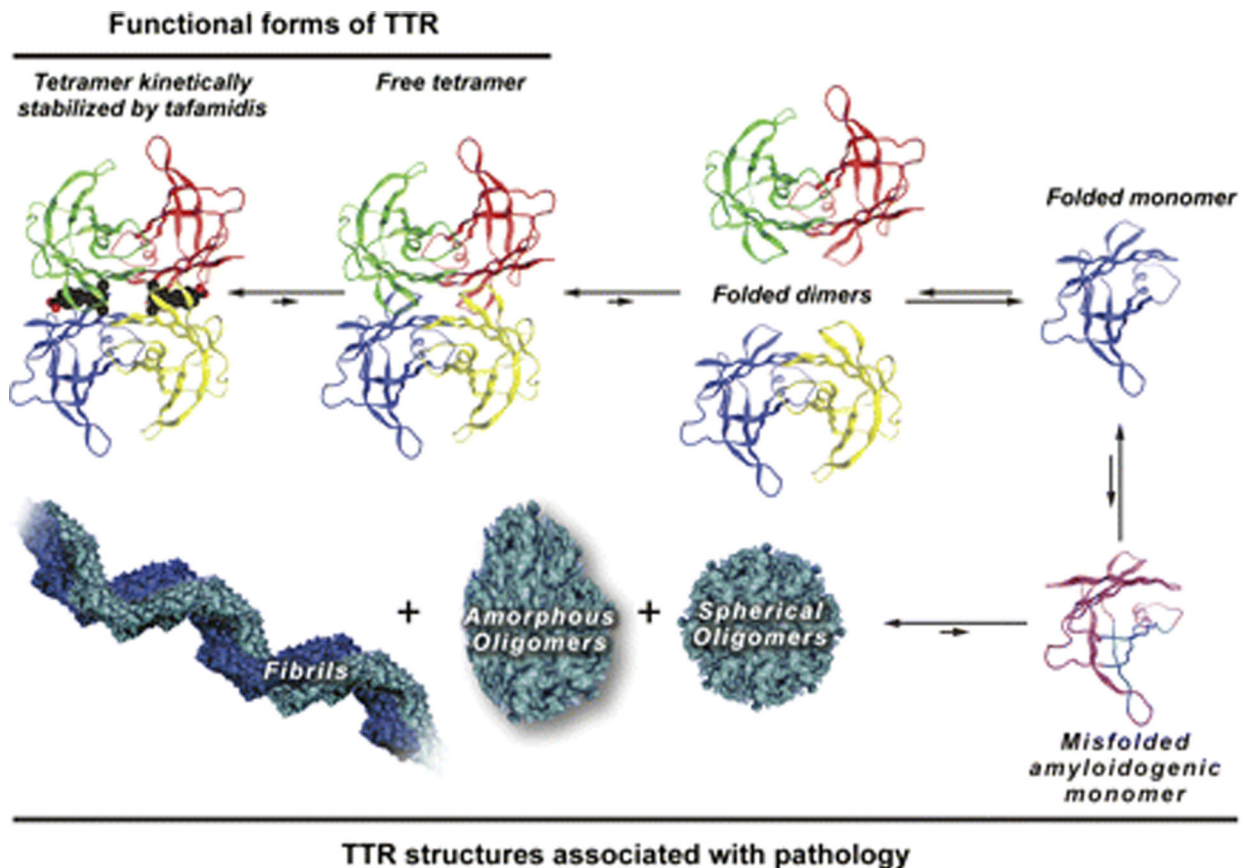 Functional forms of TTR
Tetramer kinetically
stabilized by tafamidis
Free tetramer
Folded dimers
Folded monomer
Fibrils
+
Amorphous
Oligomers
+
Spherical
Oligomers
Misfolded
amyloidogenic
monomer
TTR structures associated with pathology